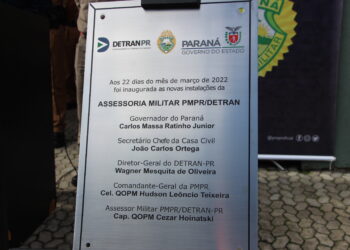 DETRANPR
PARANÁ
GOVERNO DO ESTADO
Aos 22 dias do mês de março de 2022
foi inaugurada as novas instalações da
ASSESSORIA MILITAR PMPR/DETRAN
Governador do Paraná
Carlos Massa Ratinho Junior
Secretário Chefe da Casa Civil
João Carlos Ortega
Diretor-Geral do DETRAN-PR
Wagner Mesquita de Oliveira
Comandante-Geral da PMPR
Cel. QOPM Hudson Leôncio Teixeira
Assessor Militar PMPR/DETRAN-PR
Cap. QOPM Cezar Hoinatski